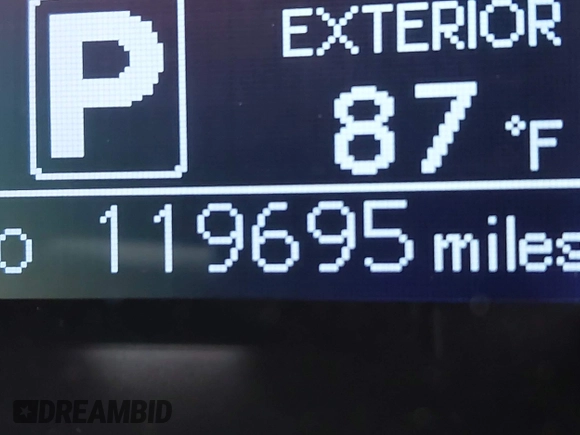 P
EXTERIOR
87 °F
o 119695 miles
DREAMBID